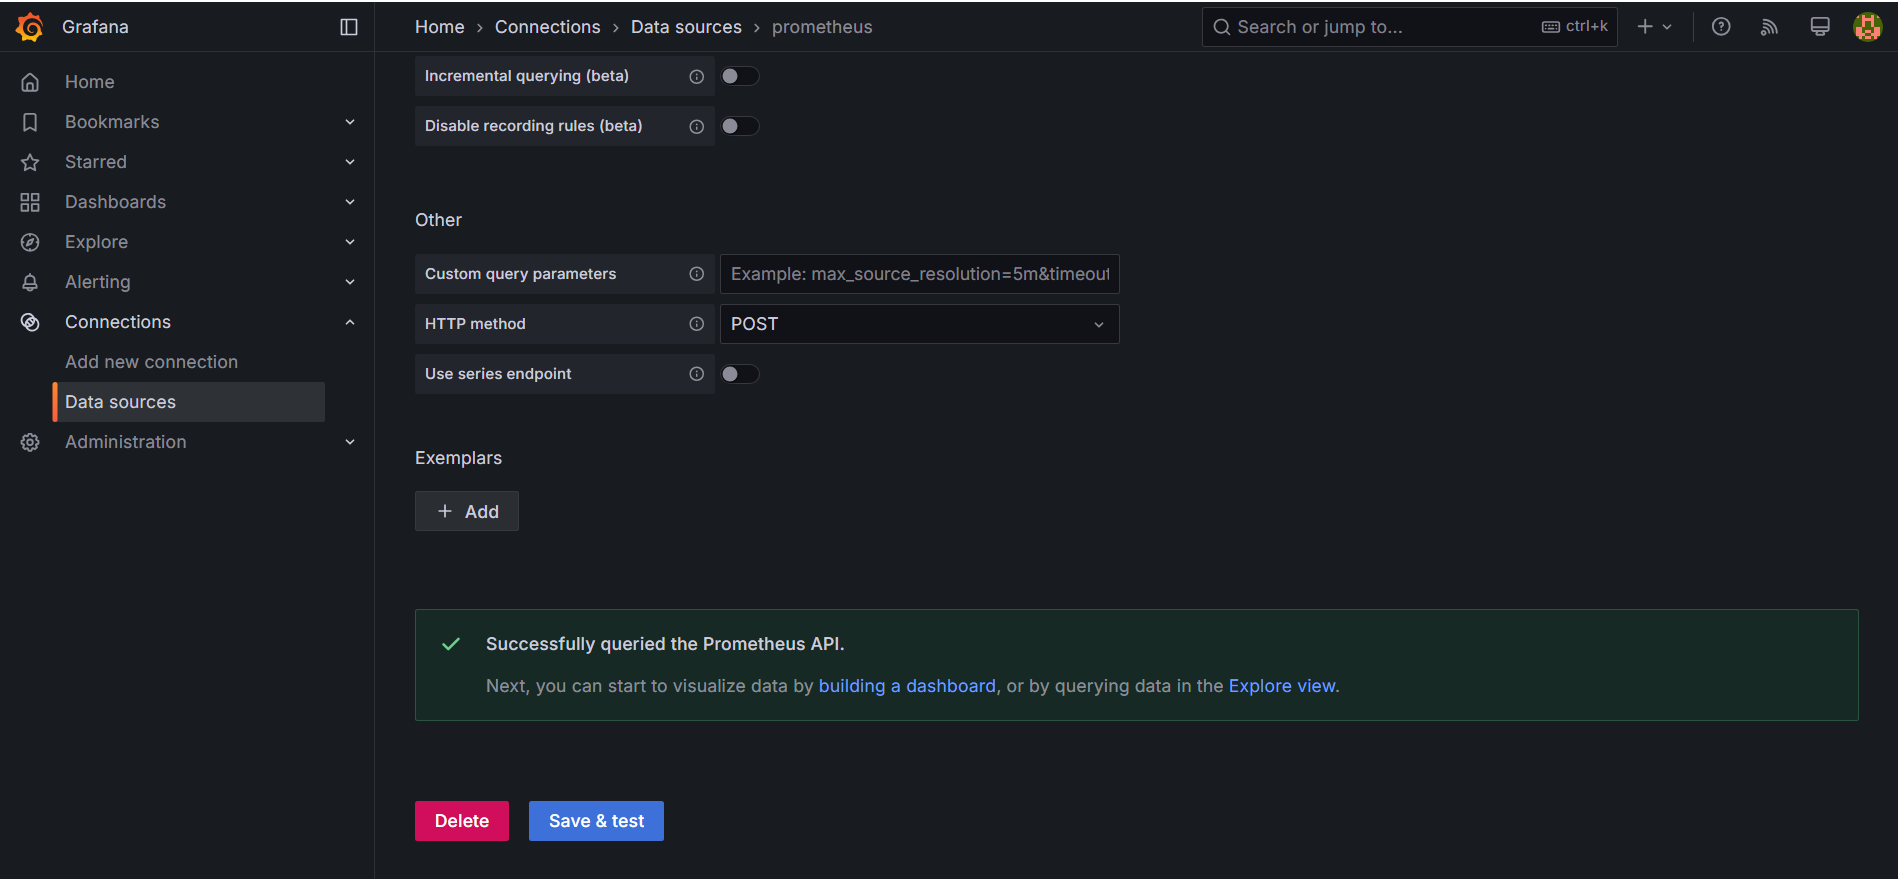 Grafana
Home › Connections › Data sources › prometheus
Search or jump to...
ctrl+k
Home
Bookmarks
Starred
Dashboards
Explore
Alerting
Connections
Add new connection
Data sources
Administration
Incremental querying (beta)
Disable recording rules (beta)
Other
Custom query parameters
Example: max_source_resolution=5m&timeout
HTTP method
POST
Use series endpoint
Exemplars
+ Add
Successfully queried the Prometheus API.
Next, you can start to visualize data by building a dashboard, or by querying data in the Explore view.
Delete
Save & test